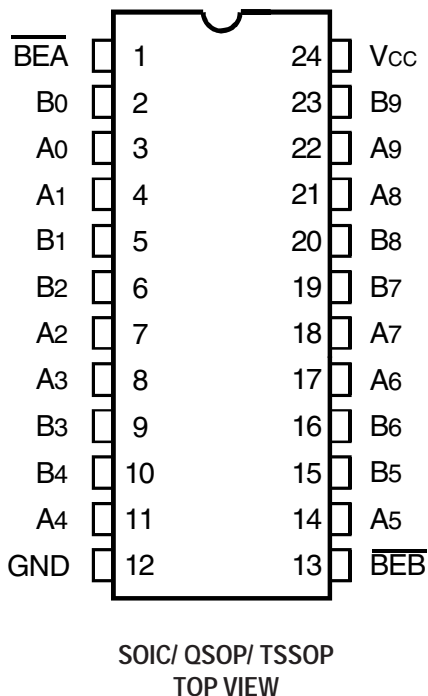 B̅E̅A̅ 1 24 Vcc
B0 2 23 B9
A0 3 22 A9
A1 4 21 A8
B1 5 20 B8
B2 6 19 B7
A2 7 18 A7
A3 8 17 A6
B3 9 16 B6
B4 10 15 B5
A4 11 14 A5
GND 12 13 B̅E̅B̅
SOIC/ QSOP/ TSSOP
TOP VIEW